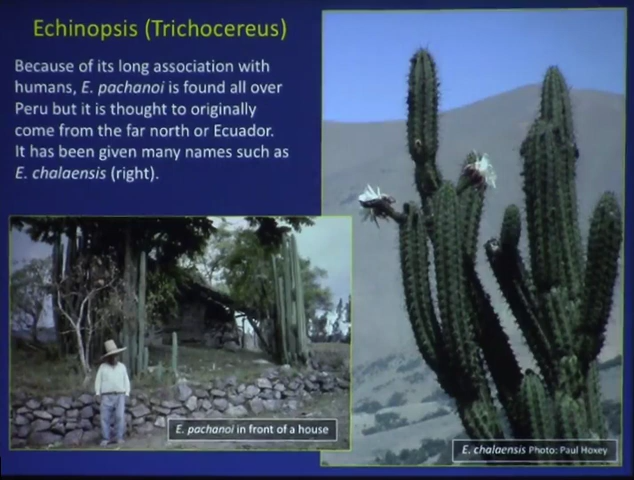 Echinopsis (Trichocereus)
Because of its long association with
humans, E. pachanoi is found all over
Peru but it is thought to originally
come from the far north or Ecuador.
It has been given many names such as
E. chalaensis (right).
E. pachanoi in front of a house
E. chalaensis Photo: Paul Hoxey